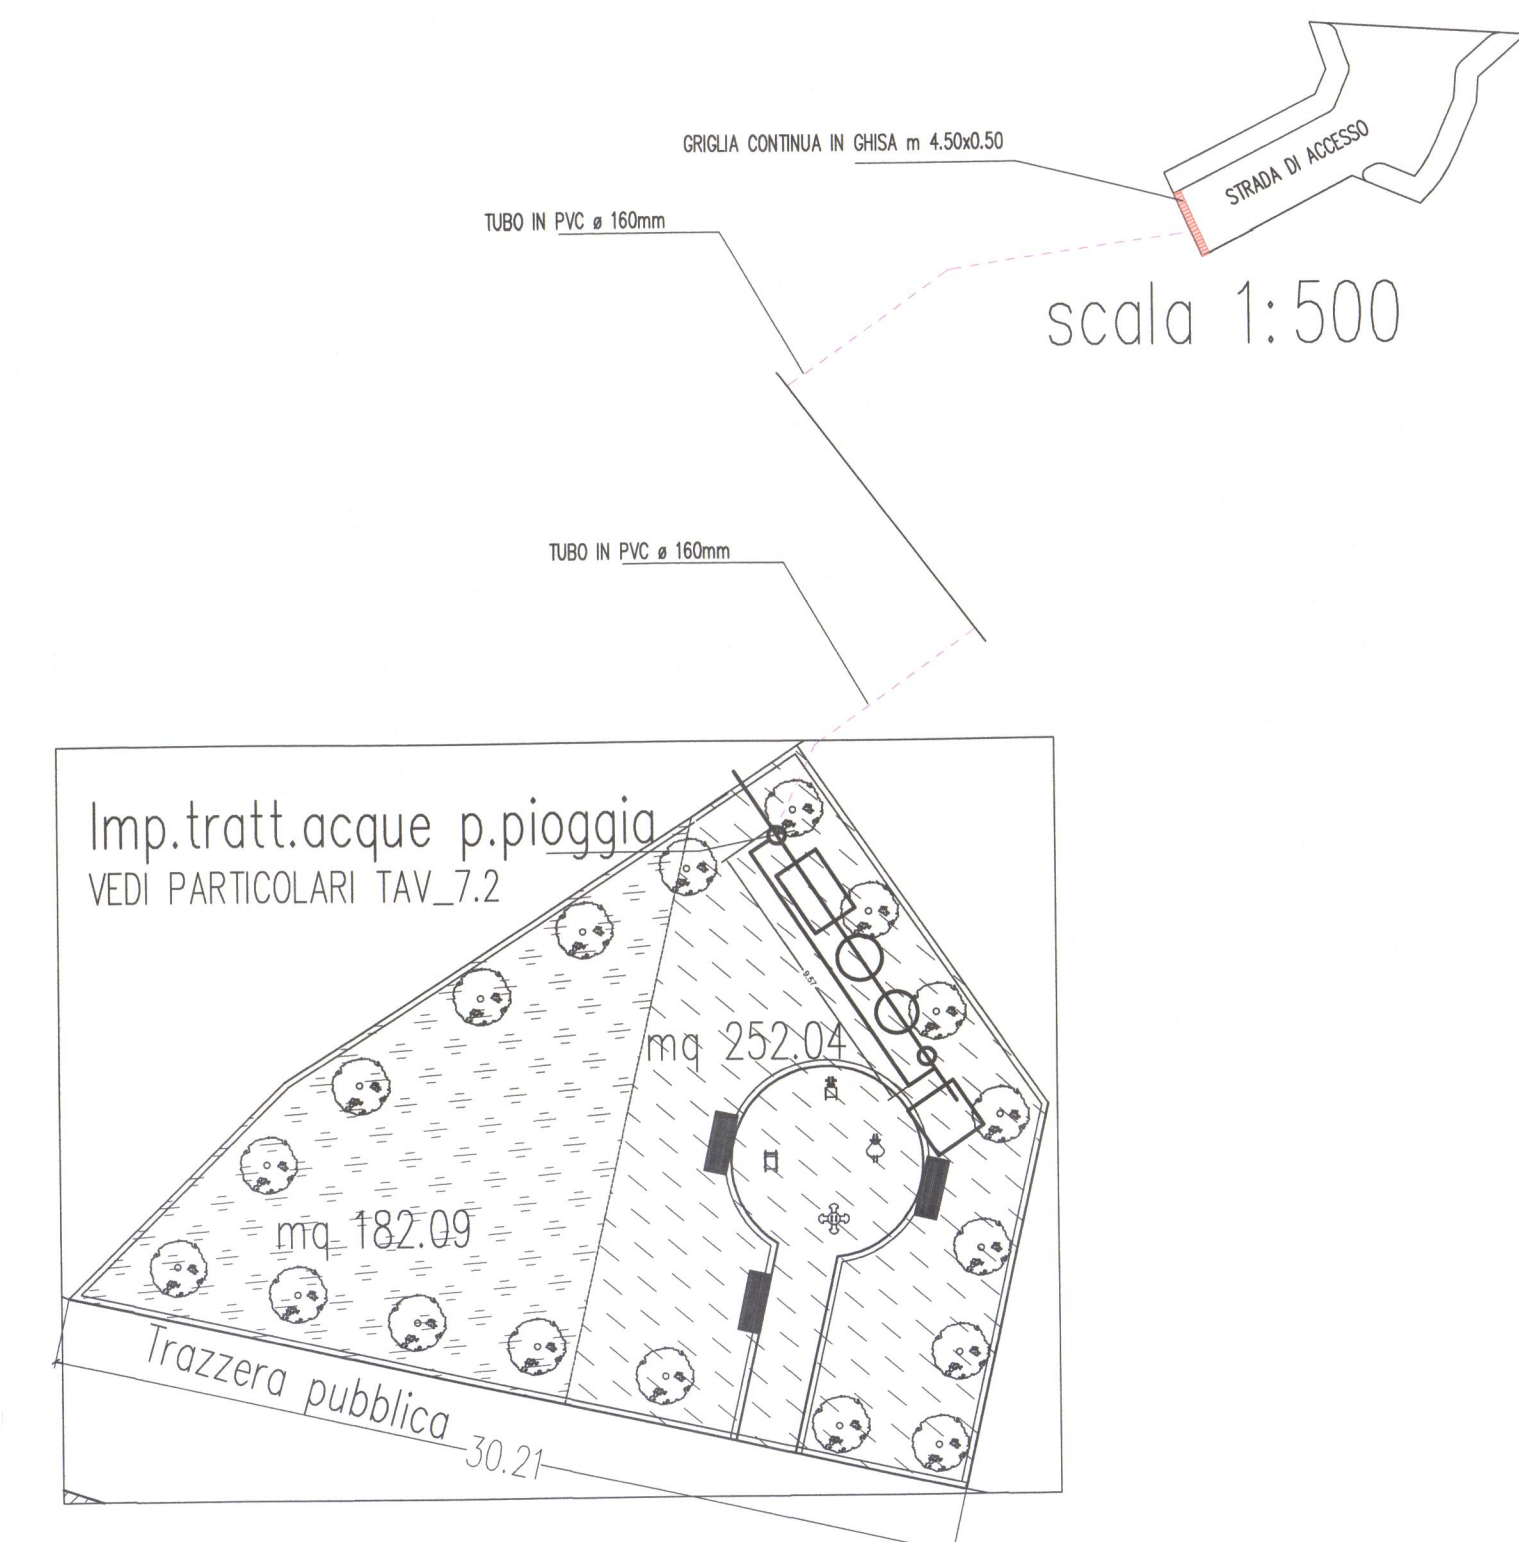 GRIGLIA CONTINUA IN GHISA m 4.50x0.50
STRADA DI ACCESSO
TUBO IN PVC ø 160mm
scala 1:500
TUBO IN PVC ø 160mm
Imp.tratt.acque p.pioggia
VEDI PARTICOLARI TAV_7.2
9.57
mq 252.04
mq 182.09
Trazzera pubblica
30.21